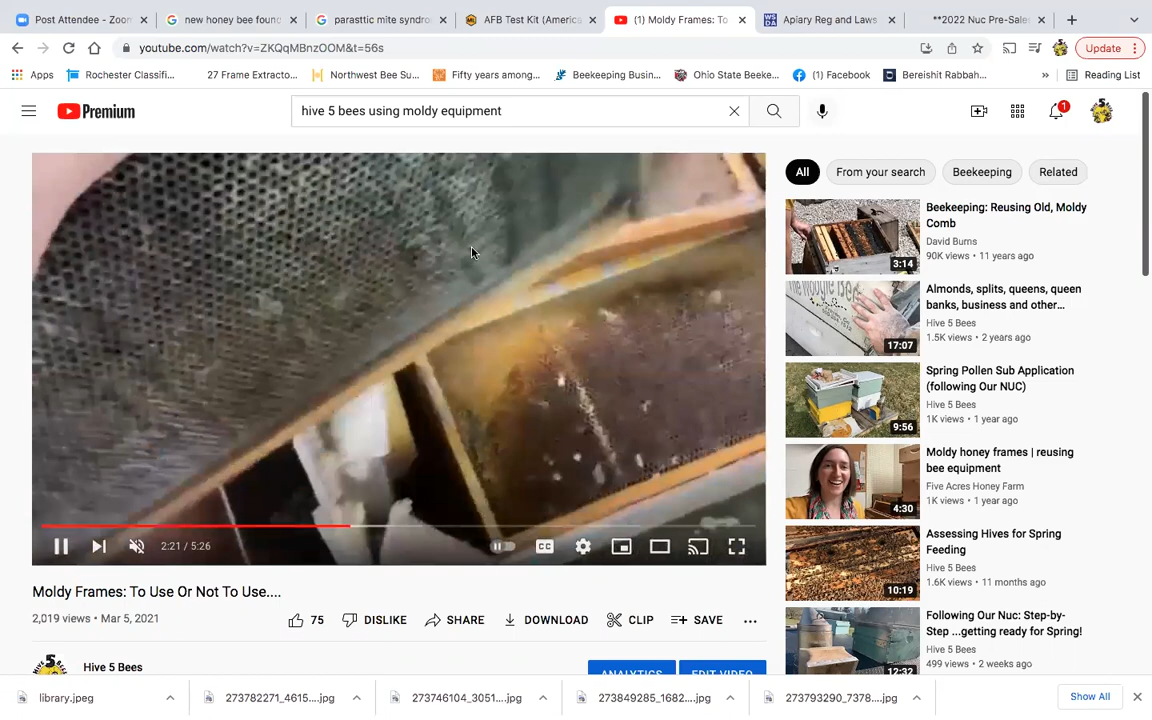 Post Attendee - Zoom
new honey bee found
parasttic mite syndro
AFB Test Kit (America
(1) Moldy Frames: To
WS
DA
Apiary Reg and Laws
**2022 Nuc Pre-Sale
youtube.com/watch?v=ZKQqMBnzOOM&t=56s
Update
Apps
Rochester Classifi...
27 Frame Extracto...
Northwest Bee Su...
Fifty years among...
Beekeeping Busin...
Ohio State Beeke...
(1) Facebook
Bereishit Rabbah...
»
Reading List
Premium
hive 5 bees using moldy equipment
1
All
From your search
Beekeeping
Related
3:14
Beekeeping: Reusing Old, Moldy
Comb
David Burns
90K views • 11 years ago
17:07
Almonds, splits, queens, queen
banks, business and other...
Hive 5 Bees
1.5K views • 2 years ago
9:56
Spring Pollen Sub Application
(following Our NUC)
Hive 5 Bees
1K views • 1 year ago
4:30
Moldy honey frames | reusing
bee equipment
Five Acres Honey Farm
1K views • 1 year ago
10:19
Assessing Hives for Spring
Feeding
Hive 5 Bees
1.6K views • 11 months ago
12:32
Following Our Nuc: Step-by-
Step ...getting ready for Spring!
Hive 5 Bees
499 views • 2 weeks ago
2:21 / 5:26
CC
Moldy Frames: To Use Or Not To Use....
2,019 views • Mar 5, 2021
75
DISLIKE
SHARE
DOWNLOAD
CLIP
SAVE
HIVE 5 BEES
Hive 5 Bees
ANALYTICS
EDIT VIDEO
library.jpeg
273782271_4615....jpg
273746104_3051....jpg
273849285_1682....jpg
273793290_7378....jpg
Show All